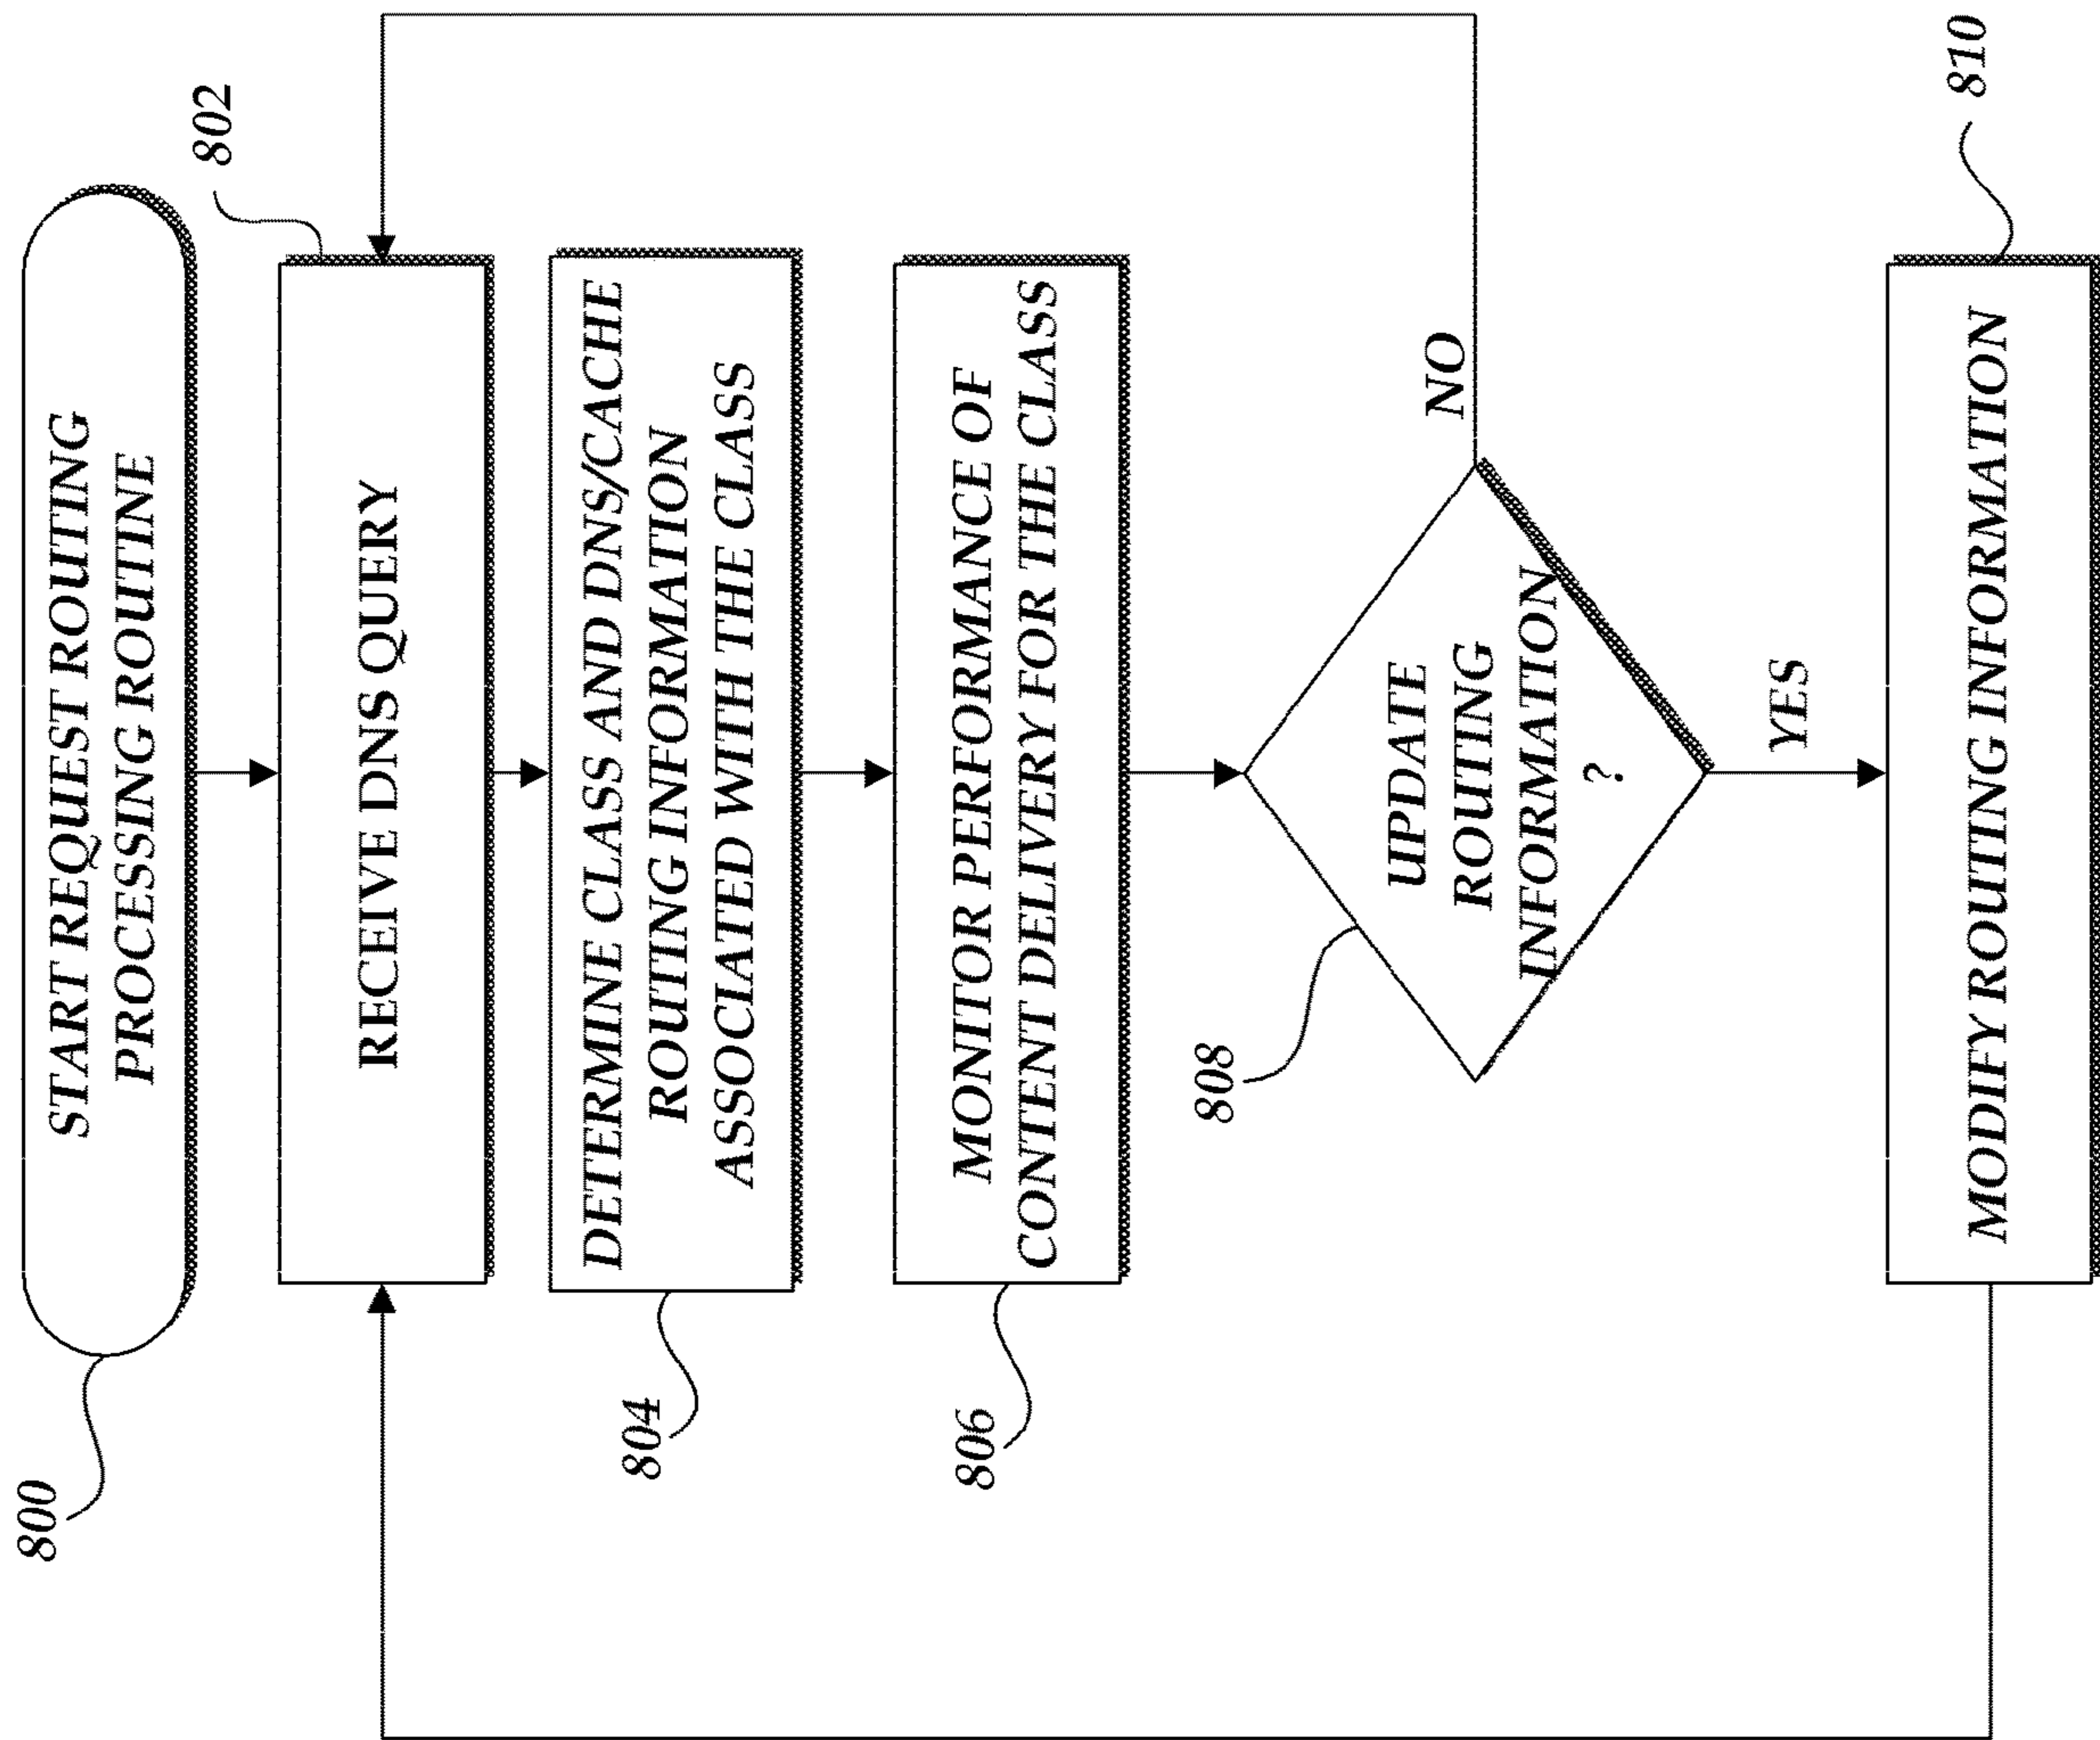 800
START REQUEST ROUTING
PROCESSING ROUTINE
802
RECEIVE DNS QUERY
804
DETERMINE CLASS AND DNS/CACHE
ROUTING INFORMATION
ASSOCIATED WITH THE CLASS
806
MONITOR PERFORMANCE OF
CONTENT DELIVERY FOR THE CLASS
808
UPDATE
ROUTING
INFORMATION
?
NO
YES
810
MODIFY ROUTING INFORMATION